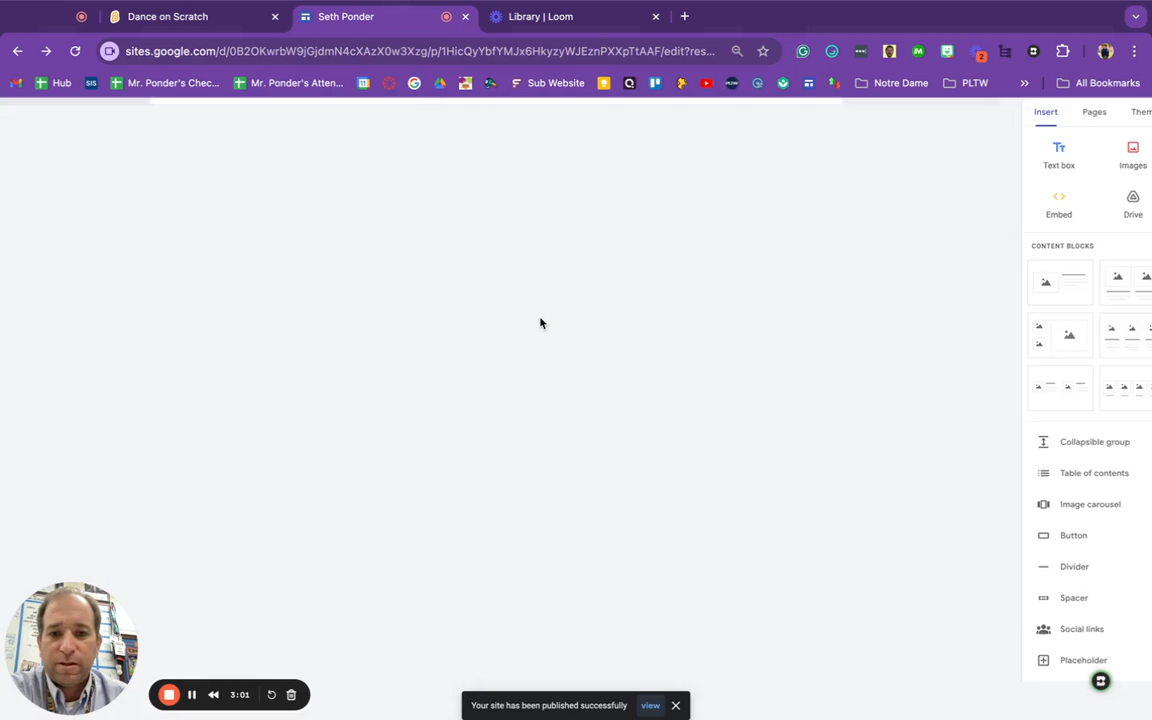 Dance on Scratch
Seth Ponder
Library | Loom
sites.google.com/d/0B2OKwrbW9jGjdmN4cXAzX0w3Xzg/p/1HicQyYbfYMJx6HkyzyWJEznPXXpTtAAF/edit?res...
2
Hub
SIS
Mr. Ponder's Chec...
Mr. Ponder's Atten...
Sub Website
Notre Dame
PLTW
All Bookmarks
Insert
Pages
Them
Text box
Images
Embed
Drive
CONTENT BLOCKS
Collapsible group
Table of contents
Image carousel
Button
Divider
Spacer
Social links
Placeholder
3:01
Your site has been published successfully
view